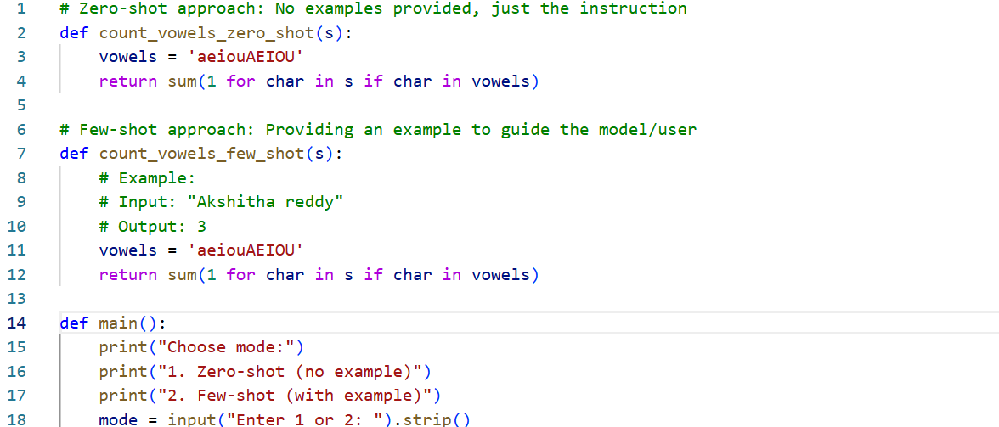 1 # Zero-shot approach: No examples provided, just the instruction
2 def count_vowels_zero_shot(s):
3     vowels = 'aeiouAEIOU'
4     return sum(1 for char in s if char in vowels)
5
6 # Few-shot approach: Providing an example to guide the model/user
7 def count_vowels_few_shot(s):
8     # Example:
9     # Input: "Akshitha reddy"
10     # Output: 3
11     vowels = 'aeiouAEIOU'
12     return sum(1 for char in s if char in vowels)
13
14 def main():
15     print("Choose mode:")
16     print("1. Zero-shot (no example)")
17     print("2. Few-shot (with example)")
18     mode = input("Enter 1 or 2: ").strip()